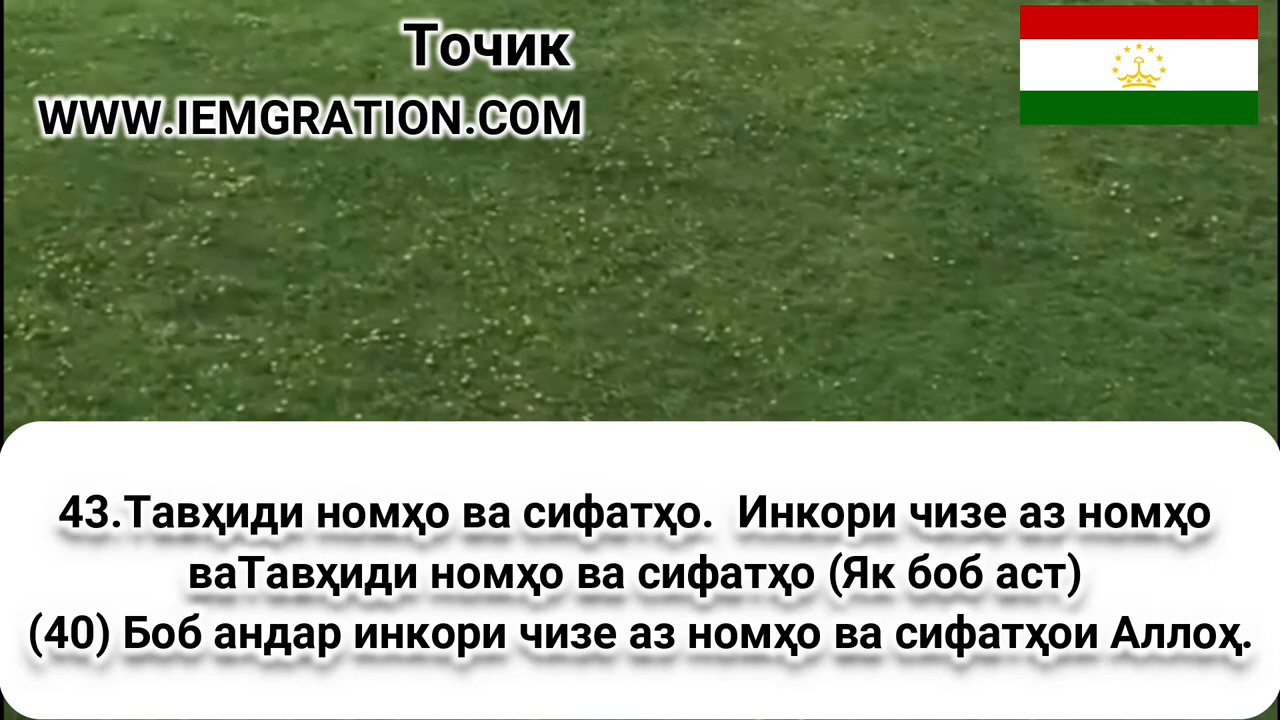 Точик
WWW.IEMGRATION.COM
43.Тавҳиди номҳо ва сифатҳо.  Инкори чизе аз номҳо
ваТавҳиди номҳо ва сифатҳо (Як боб аст)
(40) Боб андар инкори чизе аз номҳо ва сифатҳои Аллоҳ.